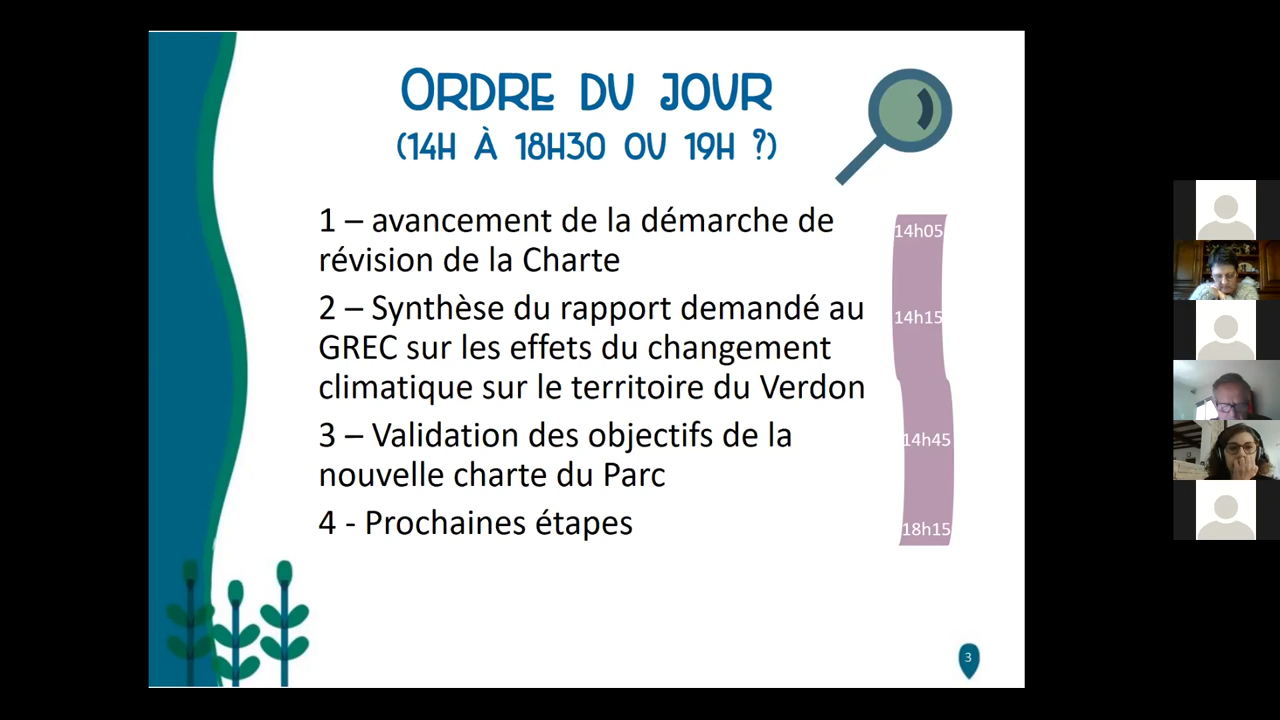 ORDRE DU JOUR
(14H À 18H30 OU 19H ?)
1 – avancement de la démarche de
révision de la Charte
14h05
2 – Synthèse du rapport demandé au
GREC sur les effets du changement
climatique sur le territoire du Verdon
14h15
3 – Validation des objectifs de la
nouvelle charte du Parc
14h45
4 - Prochaines étapes
18h15
3